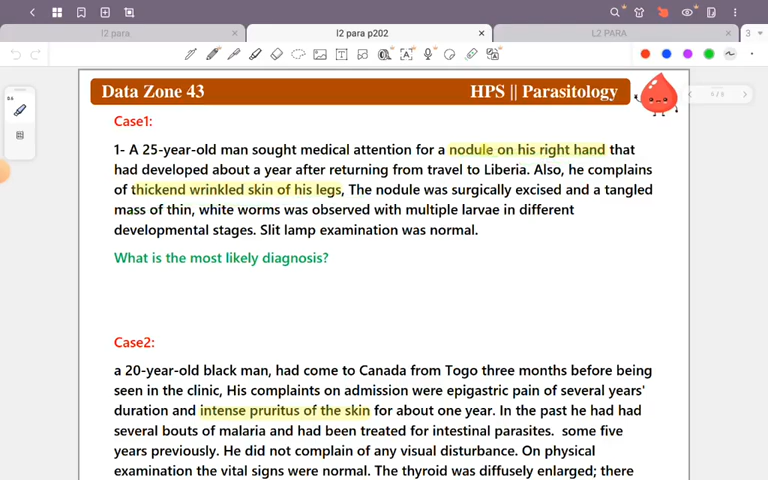 l2 para
l2 para p202
L2 PARA
3
0.6
4 / 8
Data Zone 43
HPS || Parasitology
Case1:
1- A 25-year-old man sought medical attention for a nodule on his right hand that
had developed about a year after returning from travel to Liberia. Also, he complains
of thickend wrinkled skin of his legs, The nodule was surgically excised and a tangled
mass of thin, white worms was observed with multiple larvae in different
developmental stages. Slit lamp examination was normal.
What is the most likely diagnosis?
Case2:
a 20-year-old black man, had come to Canada from Togo three months before being
seen in the clinic, His complaints on admission were epigastric pain of several years'
duration and intense pruritus of the skin for about one year. In the past he had had
several bouts of malaria and had been treated for intestinal parasites. some five
years previously. He did not complain of any visual disturbance. On physical
examination the vital signs were normal. The thyroid was diffusely enlarged; there